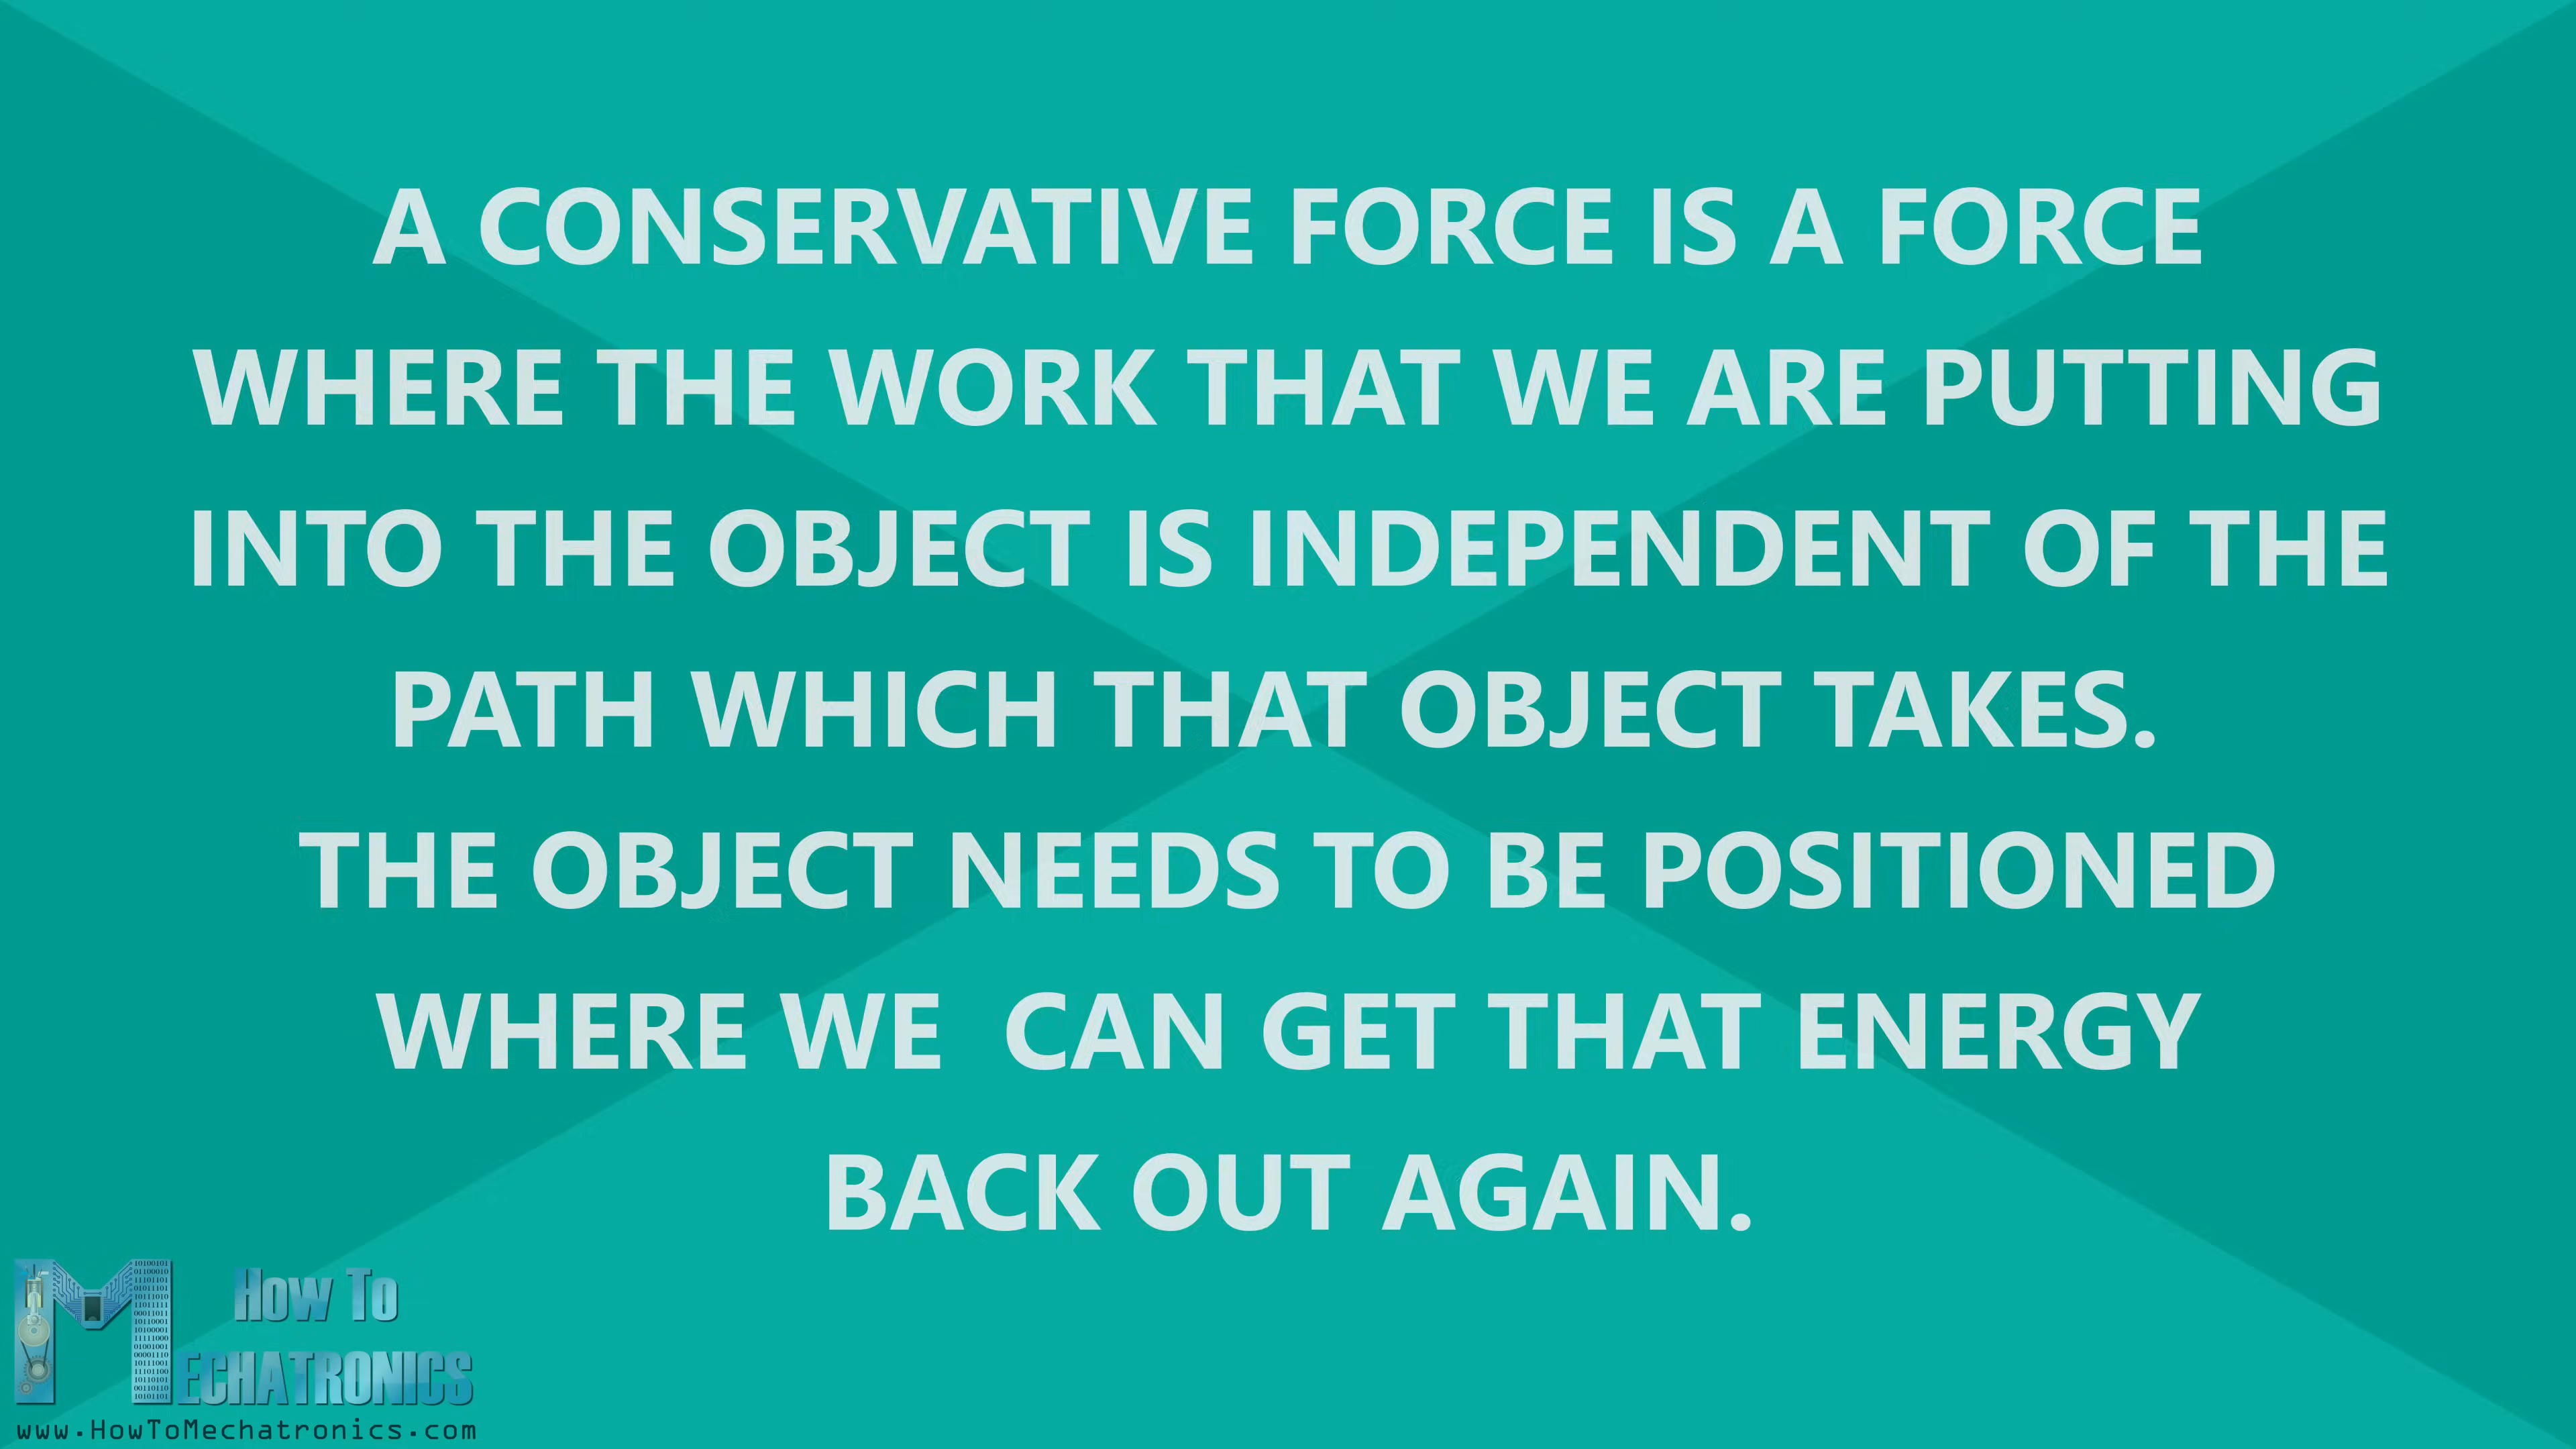 A CONSERVATIVE FORCE IS A FORCE
WHERE THE WORK THAT WE ARE PUTTING
INTO THE OBJECT IS INDEPENDENT OF THE
PATH WHICH THAT OBJECT TAKES.
THE OBJECT NEEDS TO BE POSITIONED
WHERE WE  CAN GET THAT ENERGY
BACK OUT AGAIN.
How To
MECHATRONICS
www.HowToMechatronics.com